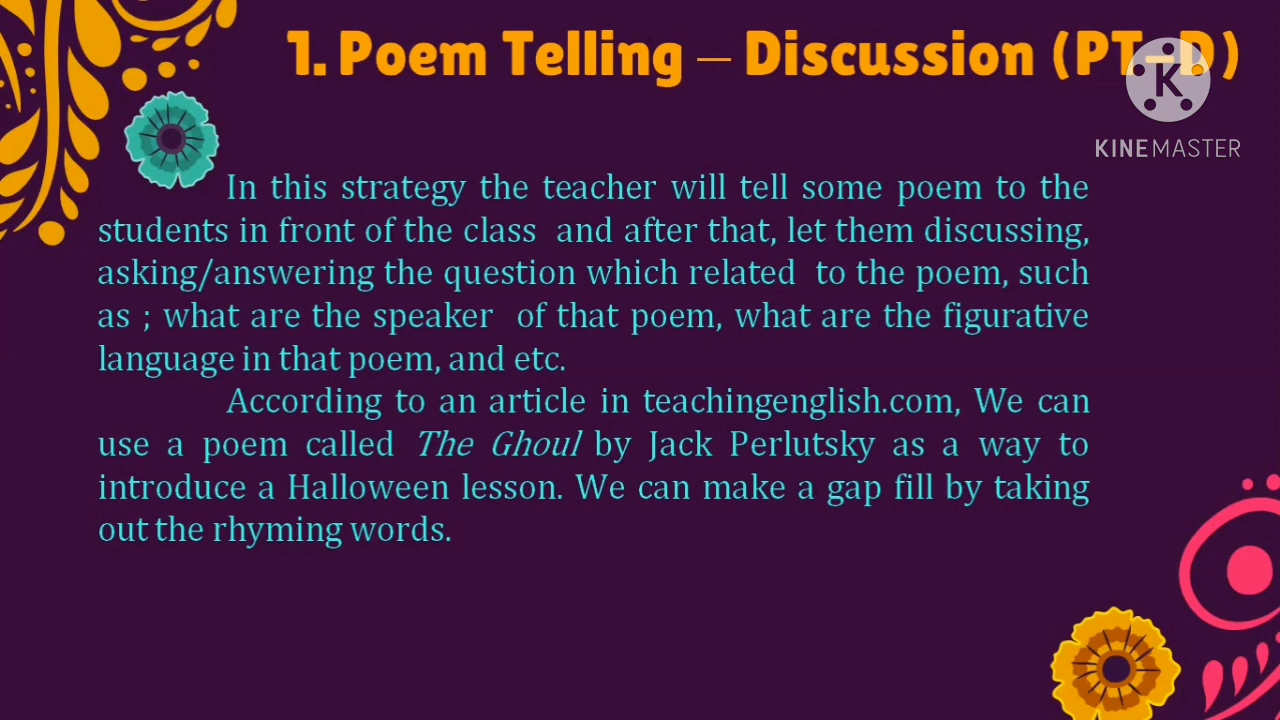 1. Poem Telling – Discussion (PT-D)
K
KINEMASTER
In this strategy the teacher will tell some poem to the
students in front of the class and after that, let them discussing,
asking/answering the question which related to the poem, such
as ; what are the speaker of that poem, what are the figurative
language in that poem, and etc.
According to an article in teachingenglish.com, We can
use a poem called The Ghoul by Jack Perlutsky as a way to
introduce a Halloween lesson. We can make a gap fill by taking
out the rhyming words.